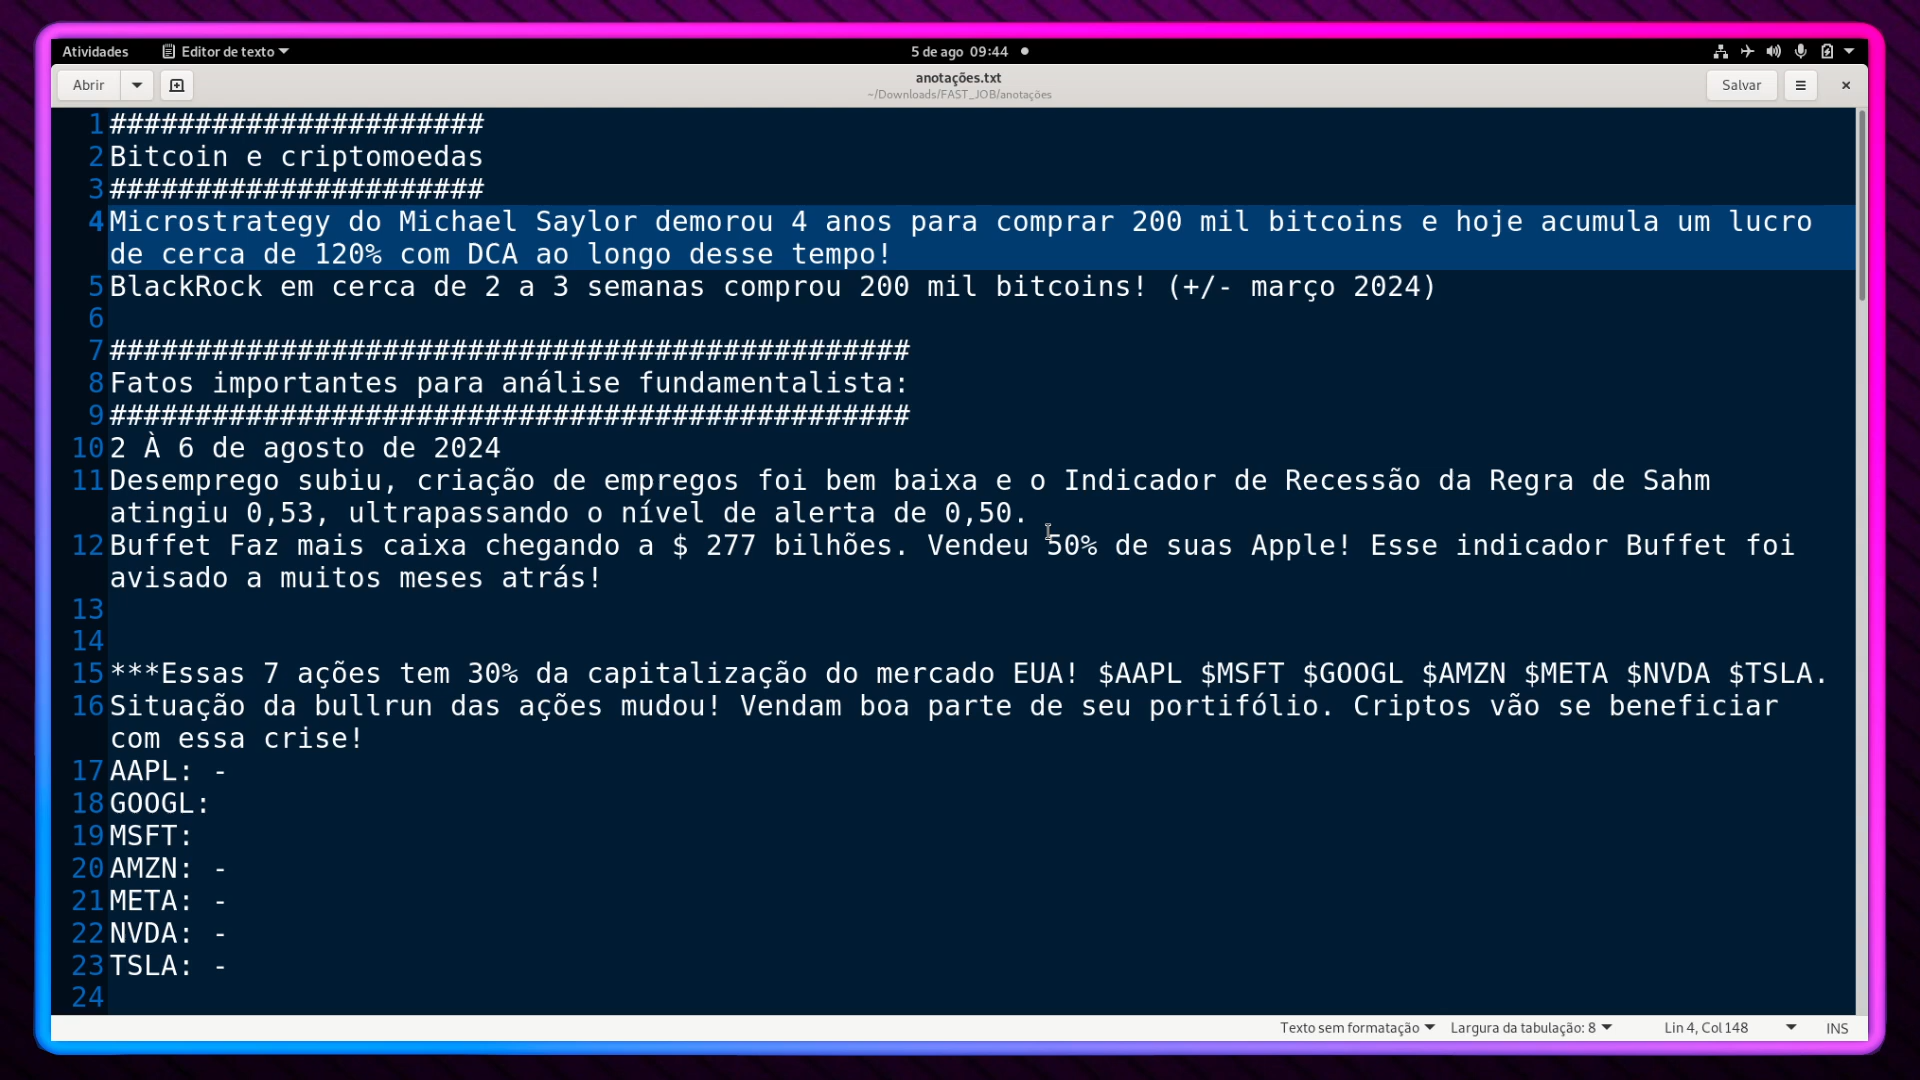 Atividades Editor de texto 5 de ago 09:44
Abrir anotações.txt Salvar
~/Downloads/FAST_JOB/anotações
1 ######################
2 Bitcoin e criptomoedas
3 ######################
4 Microstrategy do Michael Saylor demorou 4 anos para comprar 200 mil bitcoins e hoje acumula um lucro
de cerca de 120% com DCA ao longo desse tempo!
5 BlackRock em cerca de 2 a 3 semanas comprou 200 mil bitcoins! (+/- março 2024)
6
7 ###############################################
8 Fatos importantes para análise fundamentalista:
9 ###############################################
10 2 À 6 de agosto de 2024
11 Desemprego subiu, criação de empregos foi bem baixa e o Indicador de Recessão da Regra de Sahm
atingiu 0,53, ultrapassando o nível de alerta de 0,50.
12 Buffet Faz mais caixa chegando a $ 277 bilhões. Vendeu 50% de suas Apple! Esse indicador Buffet foi
avisado a muitos meses atrás!
13
14
15 ***Essas 7 ações tem 30% da capitalização do mercado EUA! $AAPL $MSFT $GOOGL $AMZN $META $NVDA $TSLA.
16 Situação da bullrun das ações mudou! Vendam boa parte de seu portifólio. Criptos vão se beneficiar
com essa crise!
17 AAPL: -
18 GOOGL:
19 MSFT:
20 AMZN: -
21 META: -
22 NVDA: -
23 TSLA: -
24
Texto sem formatação Largura da tabulação: 8 Lin 4, Col 148 INS